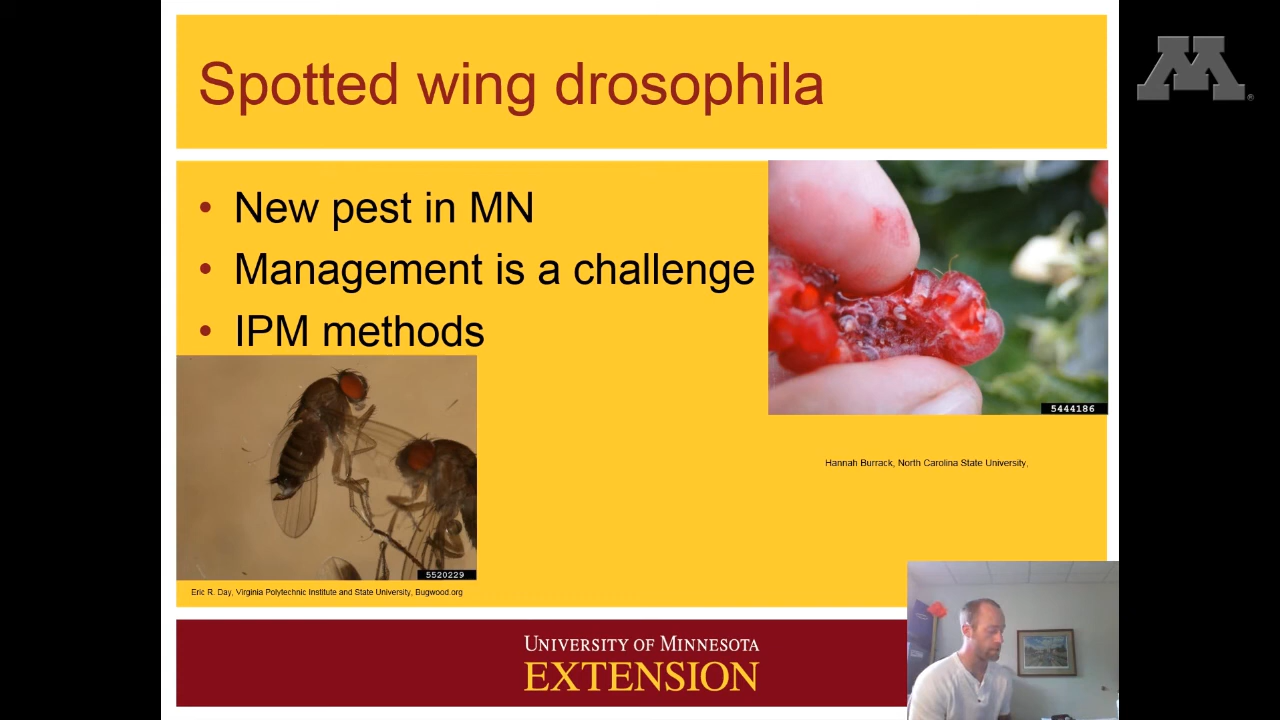 Spotted wing drosophila
• New pest in MN
• Management is a challenge
• IPM methods
5444186
Hannah Burrack, North Carolina State University,
5520229
Eric R. Day, Virginia Polytechnic Institute and State University, Bugwood.org
UNIVERSITY OF MINNESOTA
EXTENSION
M